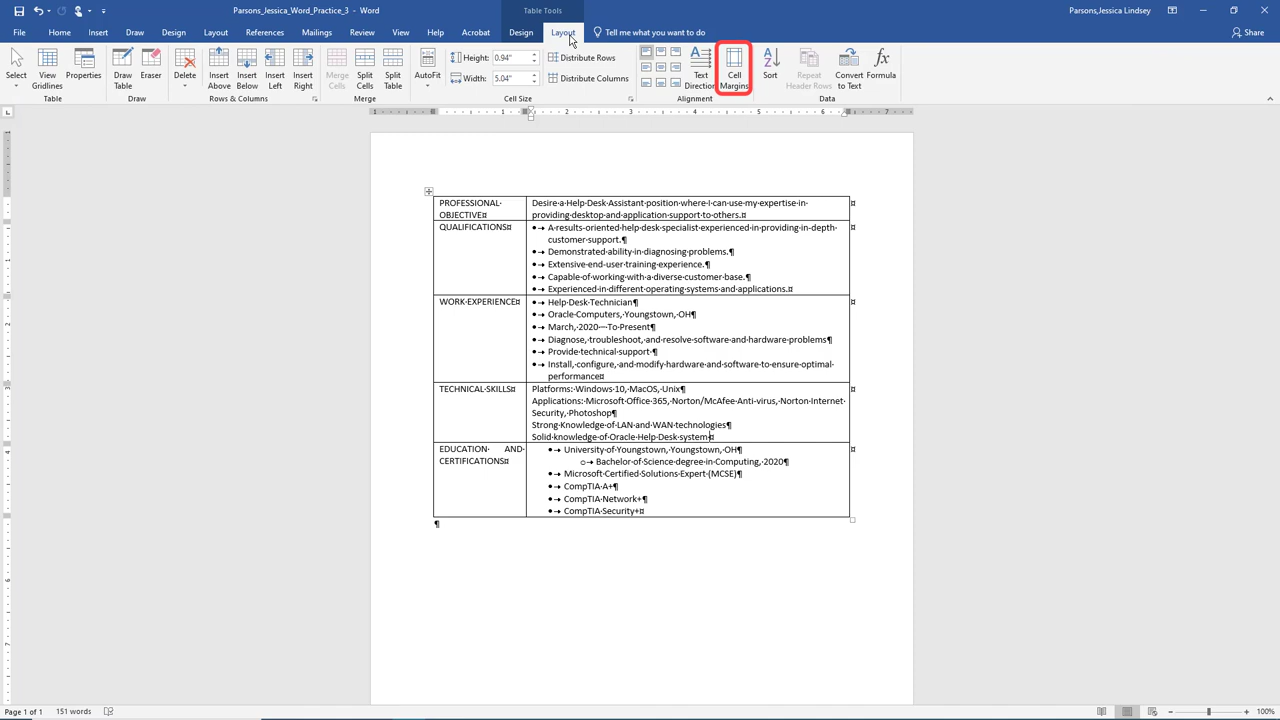 Parsons_Jessica_Word_Practice_3 - Word
Table Tools
Parsons,Jessica Lindsey
File Home Insert Draw Design Layout References Mailings Review View Help Acrobat Design Layout Tell me what you want to do Share
Select View Gridlines Properties
Table
Draw Table Eraser
Draw
Delete Insert Above Insert Below Insert Left Insert Right
Rows & Columns
Merge Cells Split Cells Split Table
Merge
AutoFit Height: 0.94" Distribute Rows
Width: 5.04" Distribute Columns
Cell Size
Text Direction Cell Margins
Alignment
Sort Repeat Header Rows Convert to Text Formula
Data
1 1 2 3 4 5 6 7
PROFESSIONAL·
OBJECTIVE¤
Desire·a·Help·Desk·Assistant·position·where·I·can·use·my·expertise·in·
providing·desktop·and·application·support·to·others.¤
QUALIFICATIONS¤
•→ A·results-oriented·help·desk·specialist·experienced·in·providing·in-depth·
customer·support.¶
•→ Demonstrated·ability·in·diagnosing·problems.¶
•→ Extensive·end-user·training·experience.¶
•→ Capable·of·working·with·a·diverse·customer·base.¶
•→ Experienced·in·different·operating·systems·and·applications.¤
WORK·EXPERIENCE¤
•→ Help·Desk·Technician¶
•→ Oracle·Computers,·Youngstown,·OH¶
•→ March,·2020·–·To·Present¶
•→ Diagnose,·troubleshoot,·and·resolve·software·and·hardware·problems¶
•→ Provide·technical·support·¶
•→ Install,·configure,·and·modify·hardware·and·software·to·ensure·optimal·
performance¤
TECHNICAL·SKILLS¤
Platforms:·Windows·10,·MacOS,·Unix¶
Applications:·Microsoft·Office·365,·Norton/McAfee·Anti-virus,·Norton·Internet·
Security,·Photoshop¶
Strong·Knowledge·of·LAN·and·WAN·technologies¶
Solid·knowledge·of·Oracle·Help·Desk·system·¤
EDUCATION· AND·
CERTIFICATIONS¤
•→ University·of·Youngstown,·Youngstown,·OH¶
o→ Bachelor·of·Science·degree·in·Computing,·2020¶
•→ Microsoft·Certified·Solutions·Expert·(MCSE)¶
•→ CompTIA·A+¶
•→ CompTIA·Network+¶
•→ CompTIA·Security+¤
¶
Page 1 of 1 151 words 100%